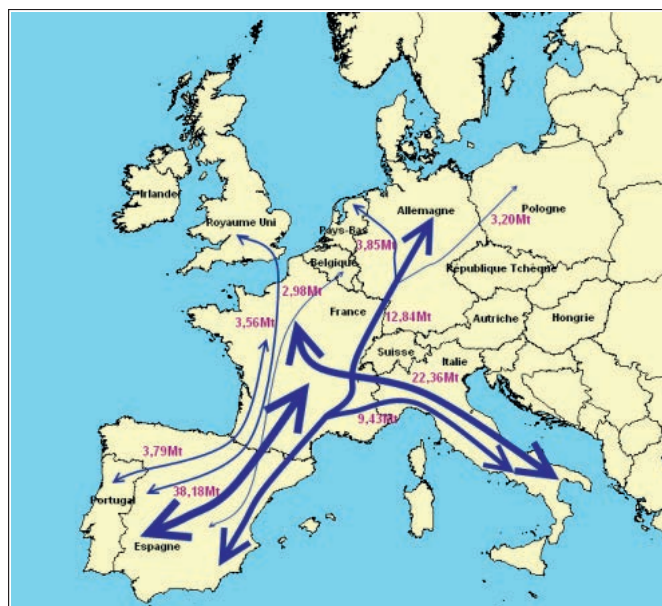 Irlande
Royaume Uni
Pays-Bas
Allemagne
Pologne
3,20Mt
3,85Mt
Belgique
République Tchèque
2,98Mt
France
12,84Mt
3,56Mt
Autriche
Hongrie
Suisse
Italie
22,36Mt
9,43Mt
3,79Mt
38,18Mt
Portugal
Espagne